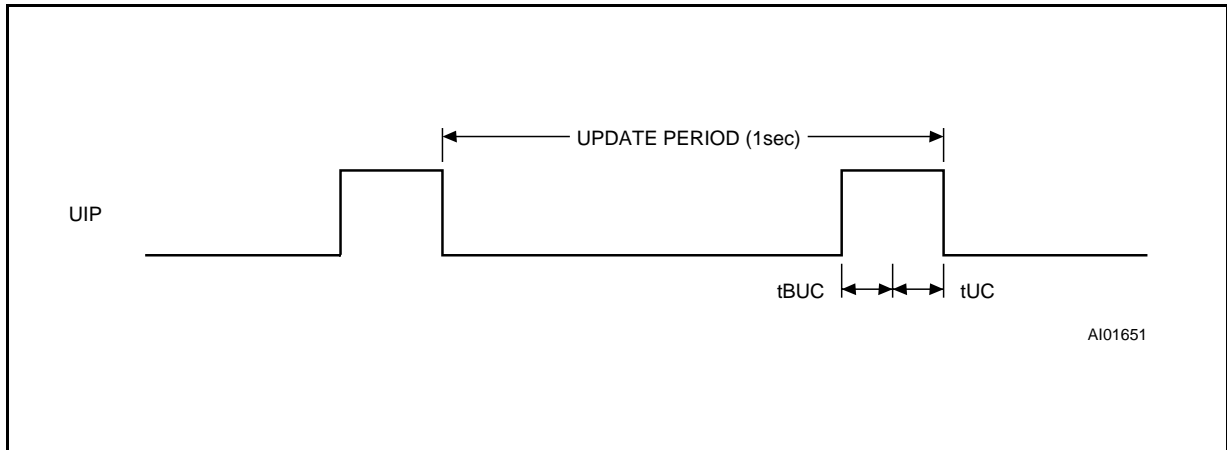 UPDATE PERIOD (1sec)
UIP
tBUC
tUC
AI01651